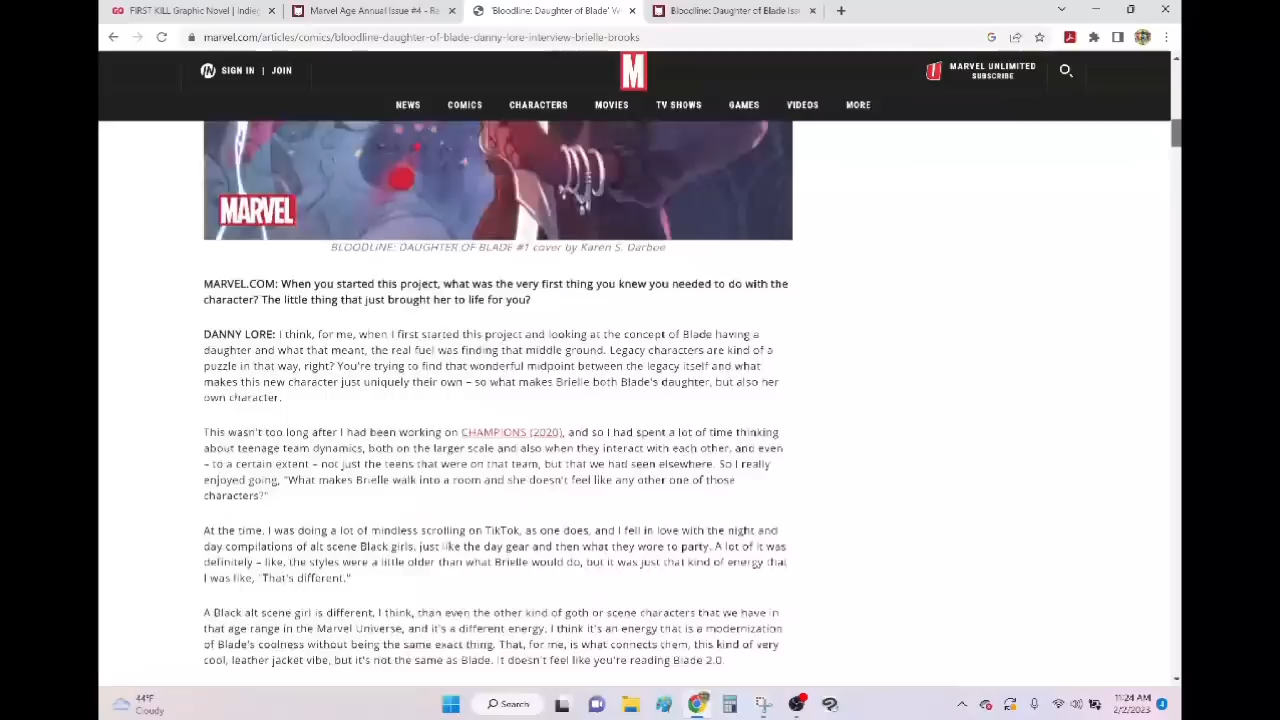 FIRST KILL Graphic Novel | Indieg
Marvel Age Annual Issue #4 - Re
'Bloodline: Daughter of Blade' W
Bloodline: Daughter of Blade Iss
marvel.com/articles/comics/bloodline-daughter-of-blade-danny-lore-interview-brielle-brooks
SIGN IN | JOIN
M
MARVEL UNLIMITED
SUBSCRIBE
NEWS COMICS CHARACTERS MOVIES TV SHOWS GAMES VIDEOS MORE
MARVEL
BLOODLINE: DAUGHTER OF BLADE #1 cover by Karen S. Darboe
MARVEL.COM: When you started this project, what was the very first thing you knew you needed to do with the
character? The little thing that just brought her to life for you?
DANNY LORE: I think, for me, when I first started this project and looking at the concept of Blade having a
daughter and what that meant, the real fuel was finding that middle ground. Legacy characters are kind of a
puzzle in that way, right? You're trying to find that wonderful midpoint between the legacy itself and what
makes this new character just uniquely their own – so what makes Brielle both Blade's daughter, but also her
own character.
This wasn't too long after I had been working on CHAMPIONS (2020), and so I had spent a lot of time thinking
about teenage team dynamics, both on the larger scale and also when they interact with each other, and even
– to a certain extent – not just the teens that were on that team, but that we had seen elsewhere. So I really
enjoyed going, "What makes Brielle walk into a room and she doesn't feel like any other one of those
characters?"
At the time, I was doing a lot of mindless scrolling on TikTok, as one does, and I fell in love with the night and
day compilations of alt scene Black girls, just like the day gear and then what they wore to party. A lot of it was
definitely – like, the styles were a little older than what Brielle would do, but it was just that kind of energy that
I was like, "That's different."
A Black alt scene girl is different, I think, than even the other kind of goth or scene characters that we have in
that age range in the Marvel Universe, and it's a different energy. I think it's an energy that is a modernization
of Blade's coolness without being the same exact thing. That, for me, is what connects them, this kind of very
cool, leather jacket vibe, but it's not the same as Blade. It doesn't feel like you're reading Blade 2.0.
44°F
Cloudy
Search
11:24 AM
2/2/2023